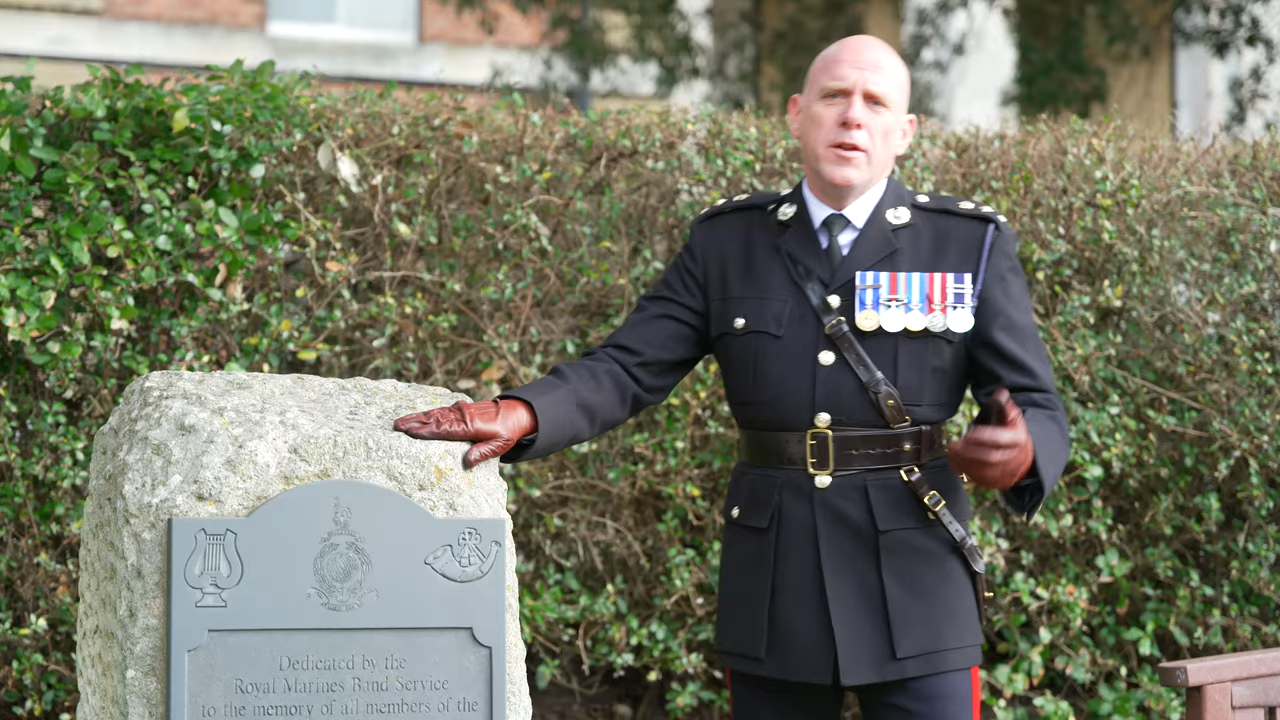 Dedicated by the
Royal Marines Band Service
to the memory of all members of the